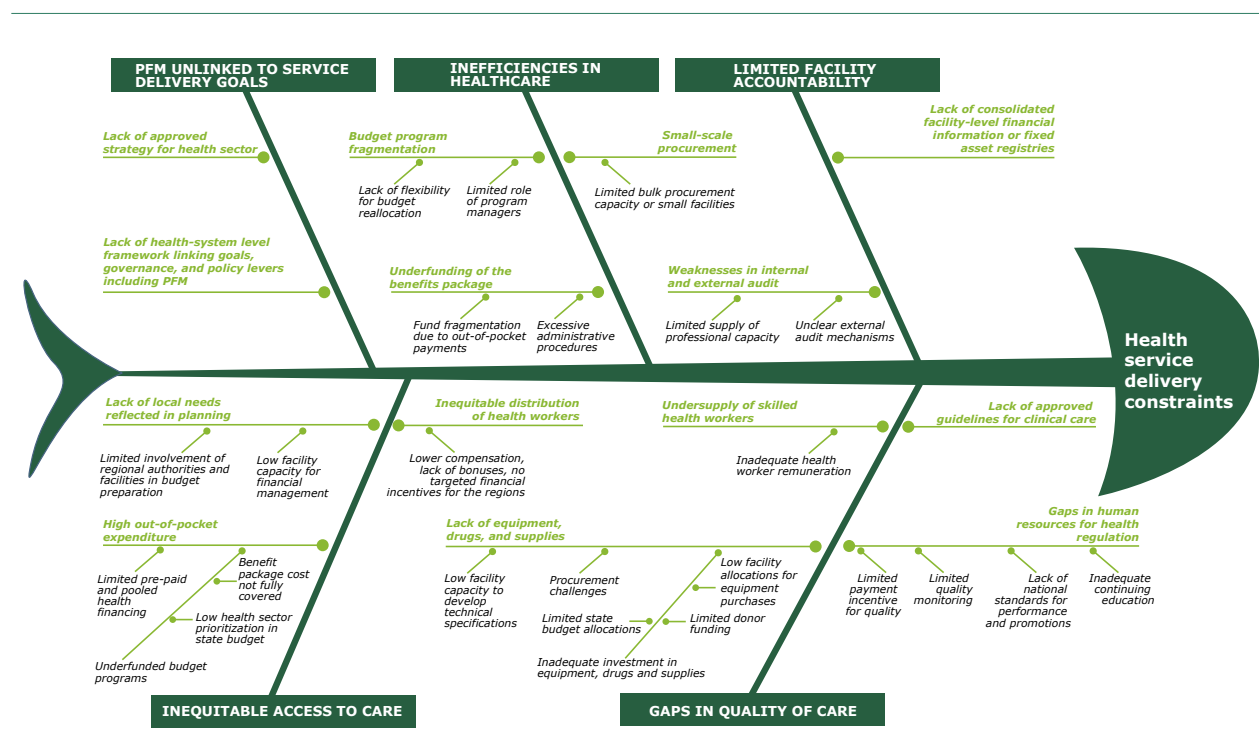 PFM UNLINKED TO SERVICE
DELIVERY GOALS
INEFFICIENCIES IN
HEALTHCARE
LIMITED FACILITY
ACCOUNTABILITY
Lack of approved
strategy for health sector
Budget program
fragmentation
Lack of flexibility
for budget
reallocation
Limited role
of program
managers
Small-scale
procurement
Limited bulk procurement
capacity or small facilities
Lack of consolidated
facility-level financial
information or fixed
asset registries
Lack of health-system level
framework linking goals,
governance, and policy levers
including PFM
Underfunding of the
benefits package
Fund fragmentation
due to out-of-pocket
payments
Excessive
administrative
procedures
Weaknesses in internal
and external audit
Limited supply of
professional capacity
Unclear external
audit mechanisms
Health
service
delivery
constraints
Lack of local needs
reflected in planning
Limited involvement of
regional authorities and
facilities in budget
preparation
Low facility
capacity for
financial
management
Inequitable distribution
of health workers
Lower compensation,
lack of bonuses, no
targeted financial
incentives for the regions
Undersupply of skilled
health workers
Inadequate health
worker remuneration
Lack of approved
guidelines for clinical care
High out-of-pocket
expenditure
Limited pre-paid
and pooled
health
financing
Benefit
package cost
not fully
covered
Low health sector
prioritization in
state budget
Underfunded budget
programs
Lack of equipment,
drugs, and supplies
Low facility
capacity to
develop
technical
specifications
Procurement
challenges
Low facility
allocations for
equipment
purchases
Limited state
budget allocations
Limited donor
funding
Inadequate investment in
equipment, drugs and supplies
Gaps in human
resources for health
regulation
Limited
payment
incentive
for quality
Limited
quality
monitoring
Lack of
national
standards for
performance
and promotions
Inadequate
continuing
education
INEQUITABLE ACCESS TO CARE
GAPS IN QUALITY OF CARE